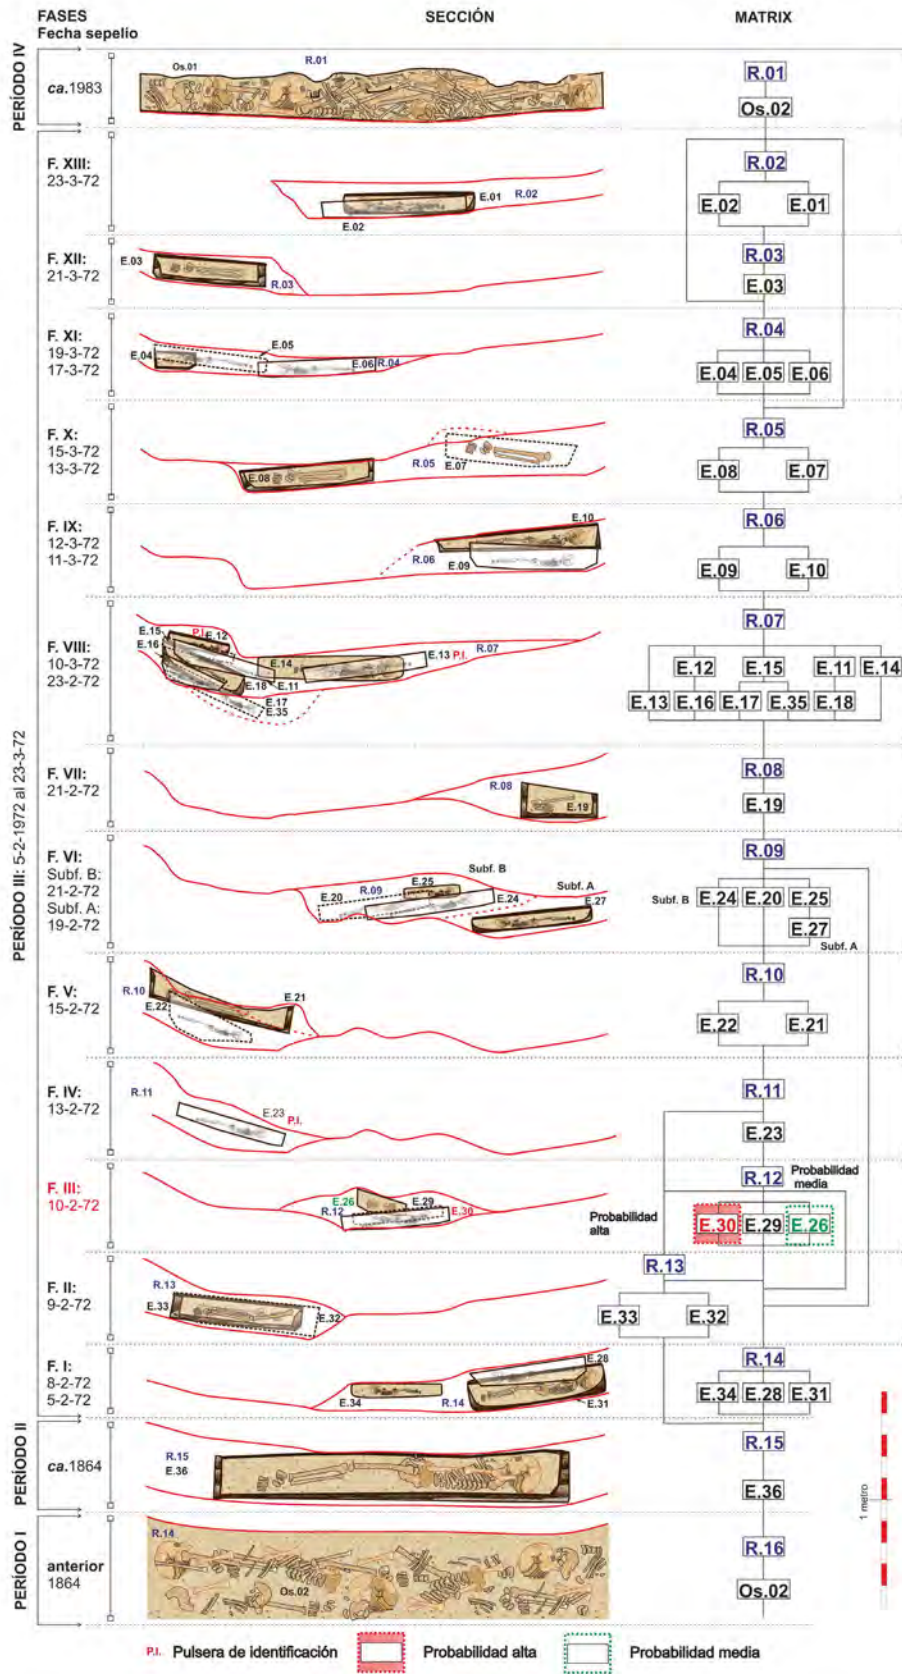 FASES
Fecha sepelio
SECCIÓN
MATRIX
PERÍODO IV
ca.1983
Os.01
R.01
R.01
Os.02
PERÍODO III: 5-2-1972 al 23-3-72
F. XIII:
23-3-72
E.01
R.02
E.02
R.02
E.02
E.01
F. XII:
21-3-72
E.03
R.03
R.03
E.03
F. XI:
19-3-72
17-3-72
E.05
E.04
E.06
R.04
R.04
E.04
E.05
E.06
F. X:
15-3-72
13-3-72
R.05
E.07
E.08
R.05
E.08
E.07
F. IX:
12-3-72
11-3-72
E.10
R.06
E.09
R.06
E.09
E.10
F. VIII:
10-3-72
23-2-72
E.15
P.I.
E.12
E.16
E.14
E.13
P.I.
R.07
E.18
E.11
E.17
E.35
R.07
E.12
E.15
E.11
E.14
E.13
E.16
E.17
E.35
E.18
F. VII:
21-2-72
R.08
E.19
R.08
E.19
F. VI:
Subf. B:
21-2-72
Subf. A:
19-2-72
Subf. B
R.09
E.25
Subf. A
E.20
E.24
E.27
R.09
Subf. B
E.24
E.20
E.25
E.27
Subf. A
F. V:
15-2-72
R.10
E.21
E.22
R.10
E.22
E.21
F. IV:
13-2-72
R.11
E.23
P.I.
R.11
E.23
F. III:
10-2-72
E.26
E.29
R.12
E.30
R.12
Probabilidad
media
Probabilidad
alta
E.30
E.29
E.26
F. II:
9-2-72
R.13
E.33
E.32
R.13
E.33
E.32
F. I:
8-2-72
5-2-72
E.28
E.34
R.14
E.31
R.14
E.34
E.28
E.31
PERÍODO II
ca.1864
R.15
E.36
R.15
E.36
1 metro
PERÍODO I
anterior
1864
R.14
Os.02
R.16
Os.02
P.I. Pulsera de identificación
Probabilidad alta
Probabilidad media